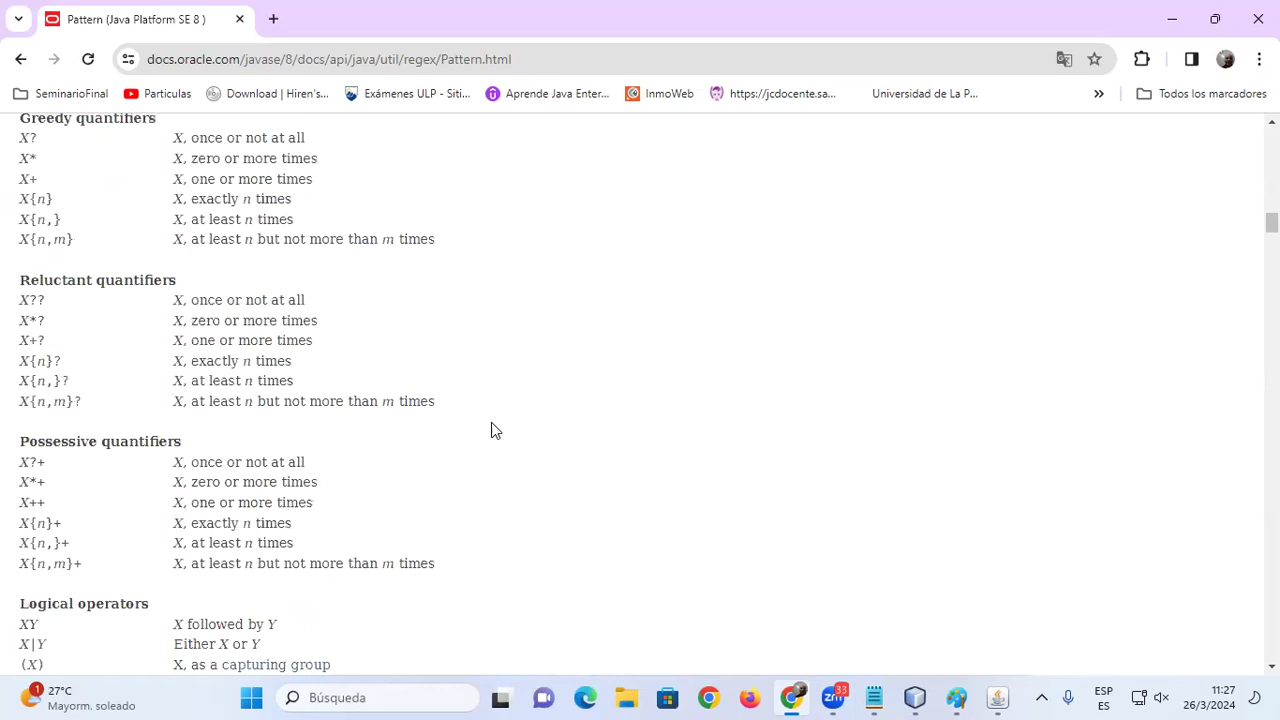 Pattern (Java Platform SE 8 )
docs.oracle.com/javase/8/docs/api/java/util/regex/Pattern.html
SeminarioFinal
Particulas
Download | Hiren's...
Exámenes ULP - Siti...
Aprende Java Enter...
InmoWeb
https://jcdocente.sa...
Universidad de La P...
»
Todos los marcadores
Greedy quantifiers
X? X, once or not at all
X* X, zero or more times
X+ X, one or more times
X{n} X, exactly n times
X{n,} X, at least n times
X{n,m} X, at least n but not more than m times
Reluctant quantifiers
X?? X, once or not at all
X*? X, zero or more times
X+? X, one or more times
X{n}? X, exactly n times
X{n,}? X, at least n times
X{n,m}? X, at least n but not more than m times
Possessive quantifiers
X?+ X, once or not at all
X*+ X, zero or more times
X++ X, one or more times
X{n}+ X, exactly n times
X{n,}+ X, at least n times
X{n,m}+ X, at least n but not more than m times
Logical operators
XY X followed by Y
X|Y Either X or Y
(X) X, as a capturing group
1
27°C
Mayorm. soleado
Búsqueda
zm
33
ESP
ES
11:27
26/3/2024